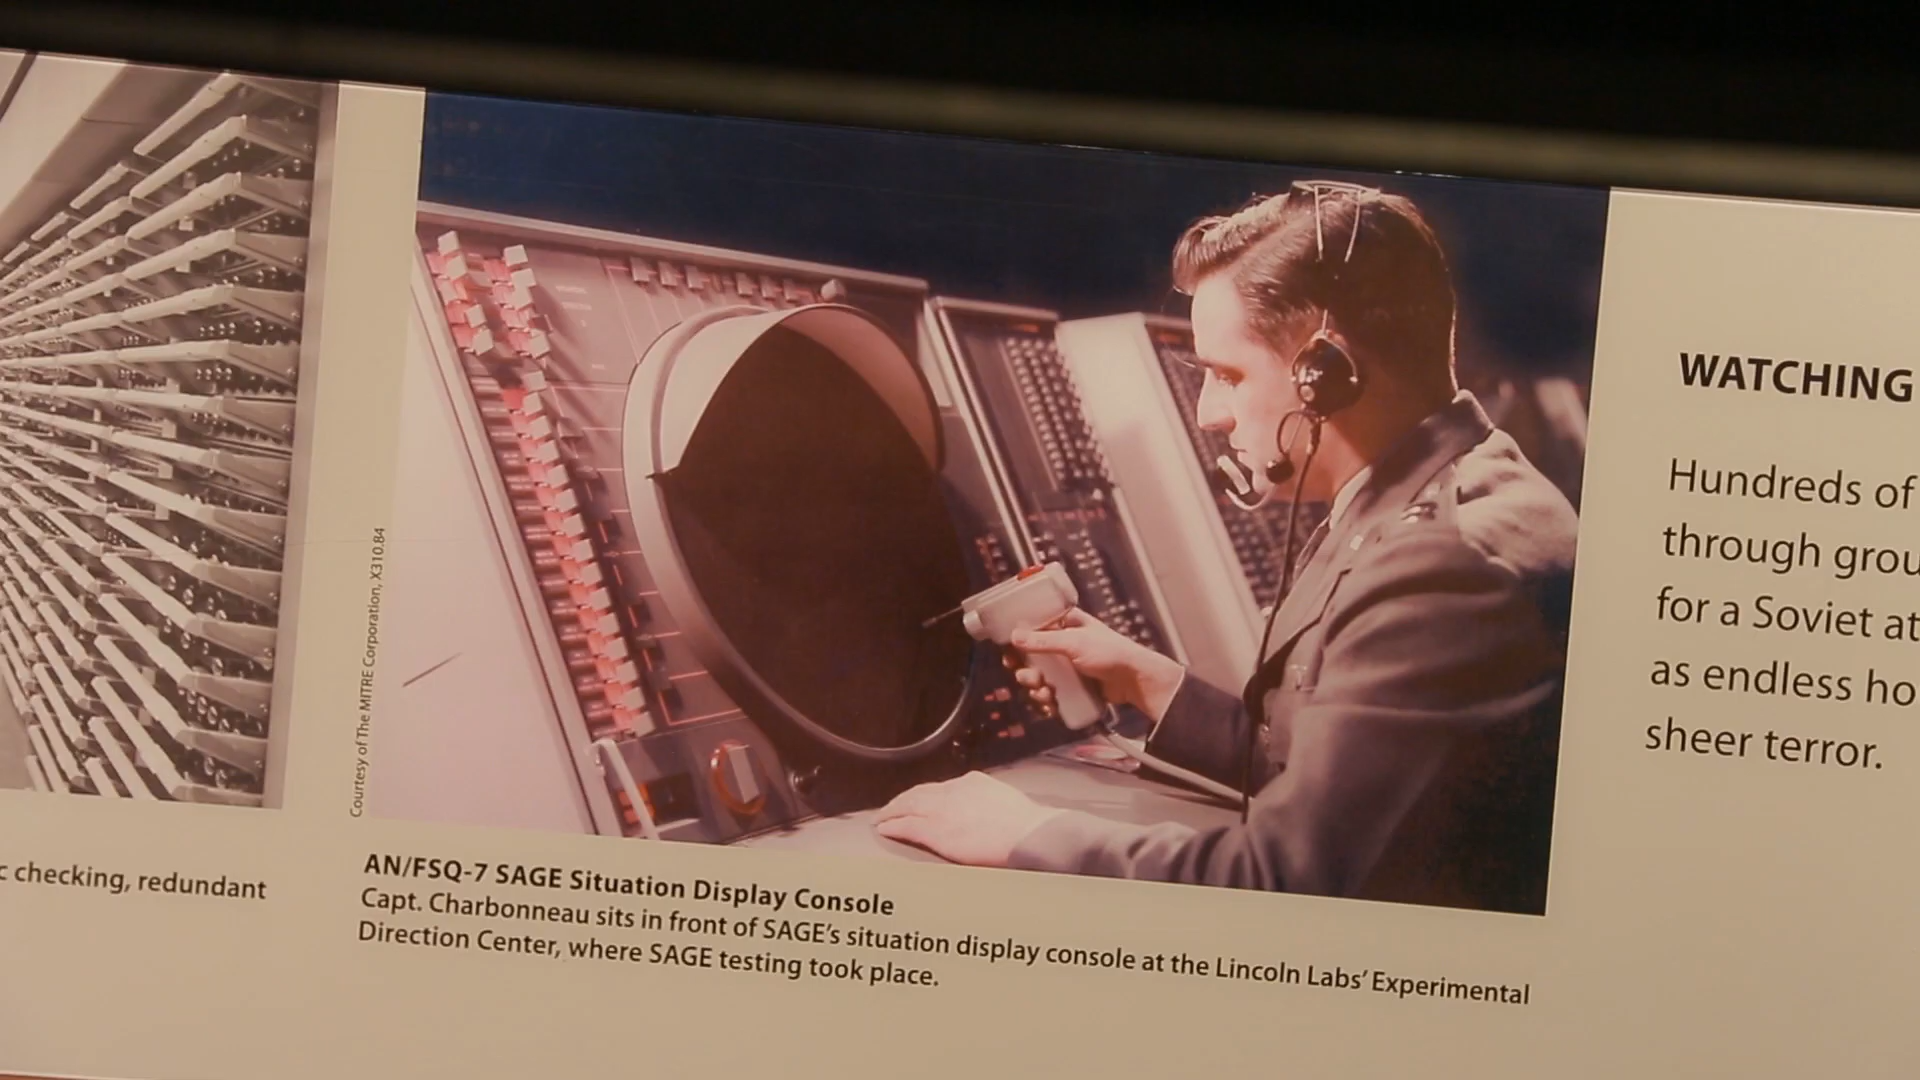 c checking, redundant
Courtesy of The MITRE Corporation, X310.84
AN/FSQ-7 SAGE Situation Display Console
Capt. Charbonneau sits in front of SAGE's situation display console at the Lincoln Labs' Experimental
Direction Center, where SAGE testing took place.
WATCHING
Hundreds of
through grou
for a Soviet at
as endless ho
sheer terror.